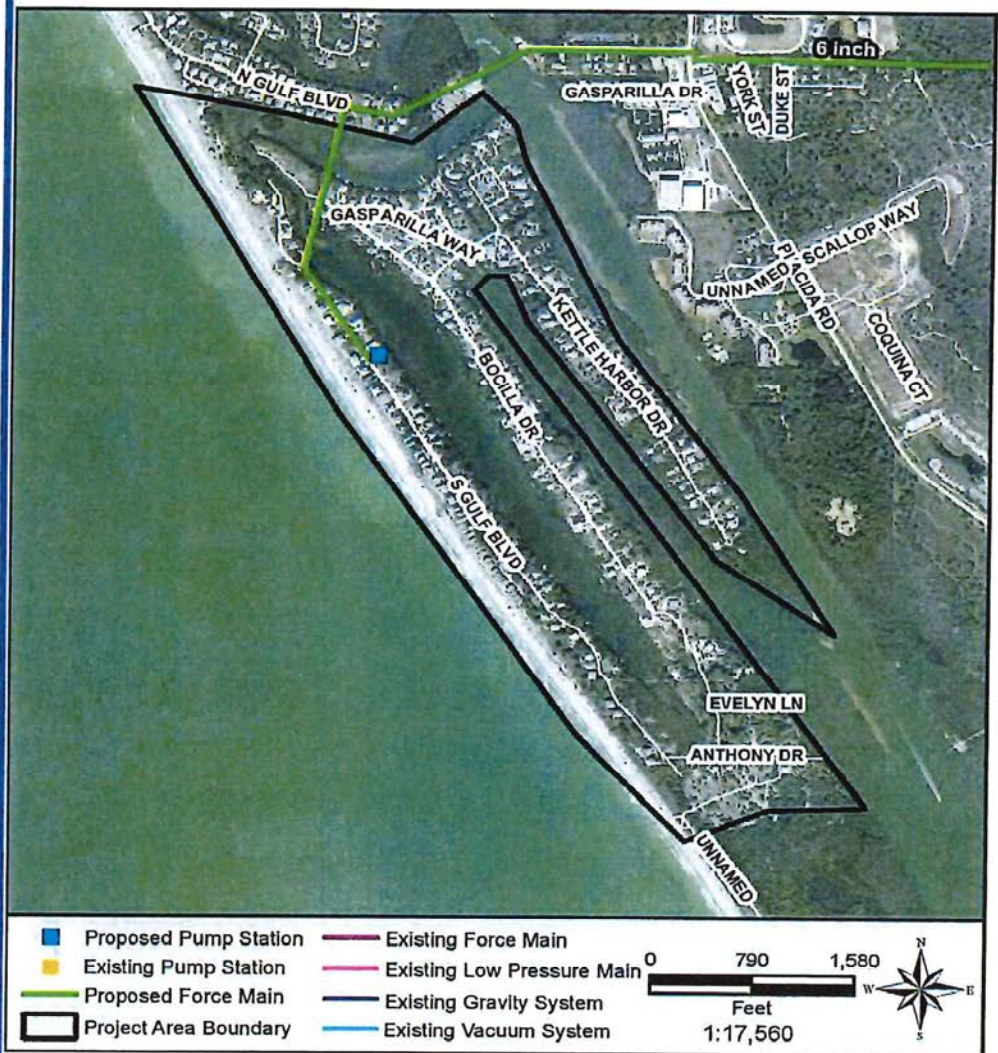 6 inch
N GULF BLVD
GASPARILLA DR
YORK ST
DUKE ST
GASPARILLA WAY
UNNAMED
SCALLOP WAY
PLACIDA RD
COQUINA CT
KETTLE HARBOR DR
BOCILLA DR
S GULF BLVD
EVELYN LN
ANTHONY DR
UNNAMED
Proposed Pump Station
Existing Pump Station
Proposed Force Main
Project Area Boundary
Existing Force Main
Existing Low Pressure Main
Existing Gravity System
Existing Vacuum System
0 790 1,580
Feet
1:17,560
N
W E
S